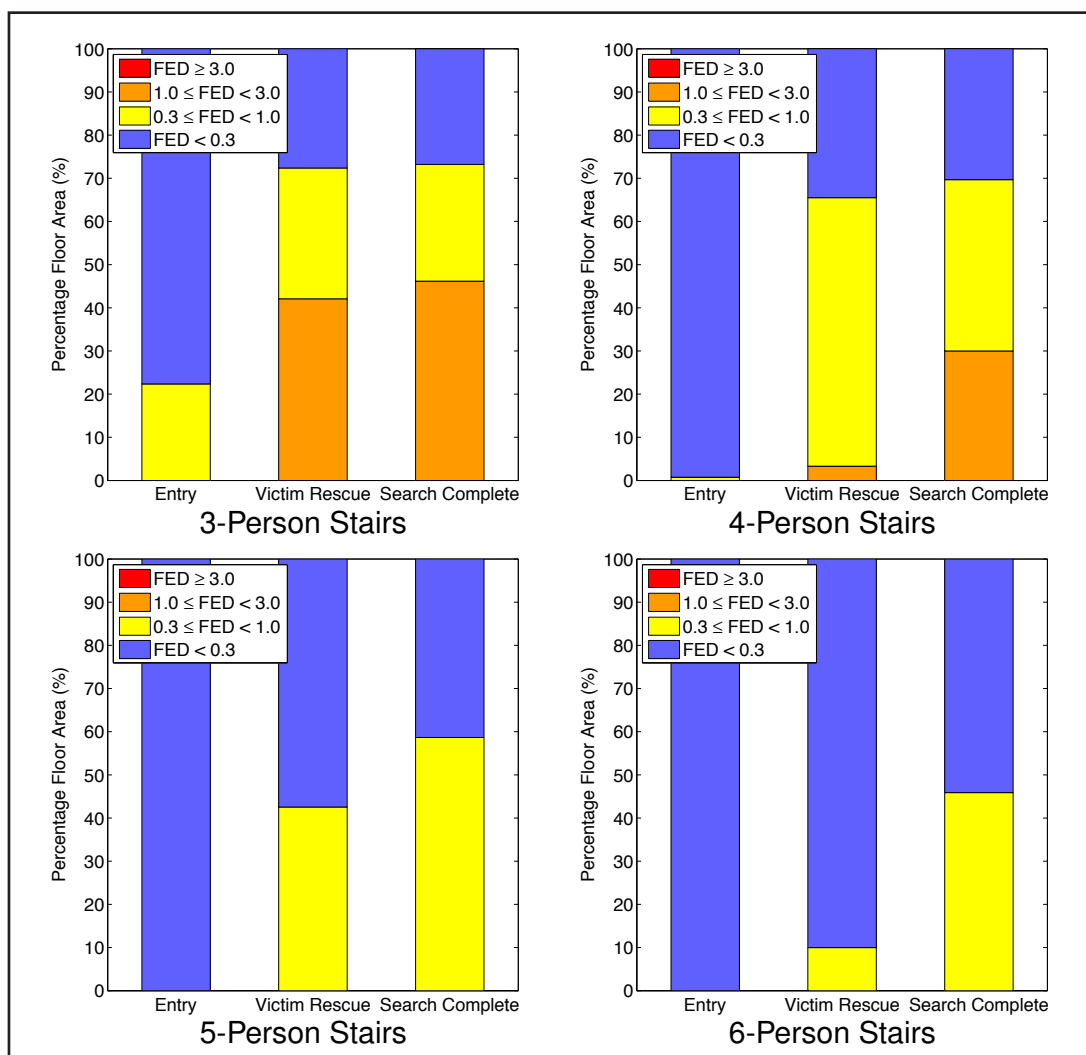 100
90
80
70
60
50
40
30
20
10
0
Percentage Floor Area (%)
FED ≥ 3.0
1.0 ≤ FED < 3.0
0.3 ≤ FED < 1.0
FED < 0.3
Entry Victim Rescue Search Complete
3-Person Stairs
100
90
80
70
60
50
40
30
20
10
0
Percentage Floor Area (%)
FED ≥ 3.0
1.0 ≤ FED < 3.0
0.3 ≤ FED < 1.0
FED < 0.3
Entry Victim Rescue Search Complete
4-Person Stairs
100
90
80
70
60
50
40
30
20
10
0
Percentage Floor Area (%)
FED ≥ 3.0
1.0 ≤ FED < 3.0
0.3 ≤ FED < 1.0
FED < 0.3
Entry Victim Rescue Search Complete
5-Person Stairs
100
90
80
70
60
50
40
30
20
10
0
Percentage Floor Area (%)
FED ≥ 3.0
1.0 ≤ FED < 3.0
0.3 ≤ FED < 1.0
FED < 0.3
Entry Victim Rescue Search Complete
6-Person Stairs